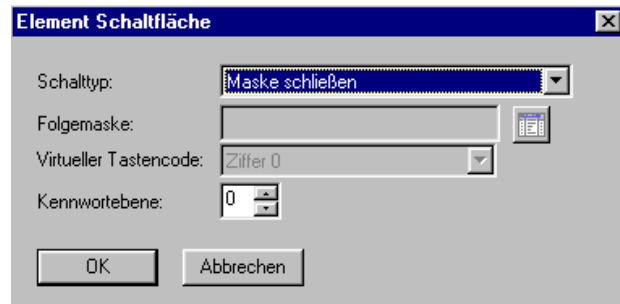 Element Schaltfläche
Schalttyp: Maske schließen
Folgemaske:
Virtueller Tastencode: Ziffer 0
Kennwortebene: 0
OK Abbrechen